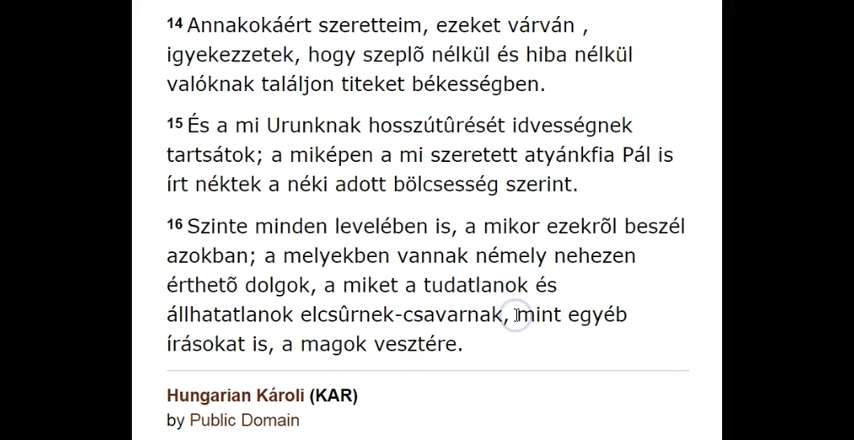 14 Annakokáért szeretteim, ezeket várván ,
igyekezzetek, hogy szeplõ nélkül és hiba nélkül
valóknak találjon titeket békességben.
15 És a mi Urunknak hosszútûrését idvességnek
tartsátok; a miképen a mi szeretett atyánkfia Pál is
írt néktek a néki adott bölcsesség szerint.
16 Szinte minden levelében is, a mikor ezekrõl beszél
azokban; a melyekben vannak némely nehezen
érthetõ dolgok, a miket a tudatlanok és
állhatatlanok elcsûrnek-csavarnak, mint egyéb
írásokat is, a magok vesztére.
Hungarian Károli (KAR)
by Public Domain